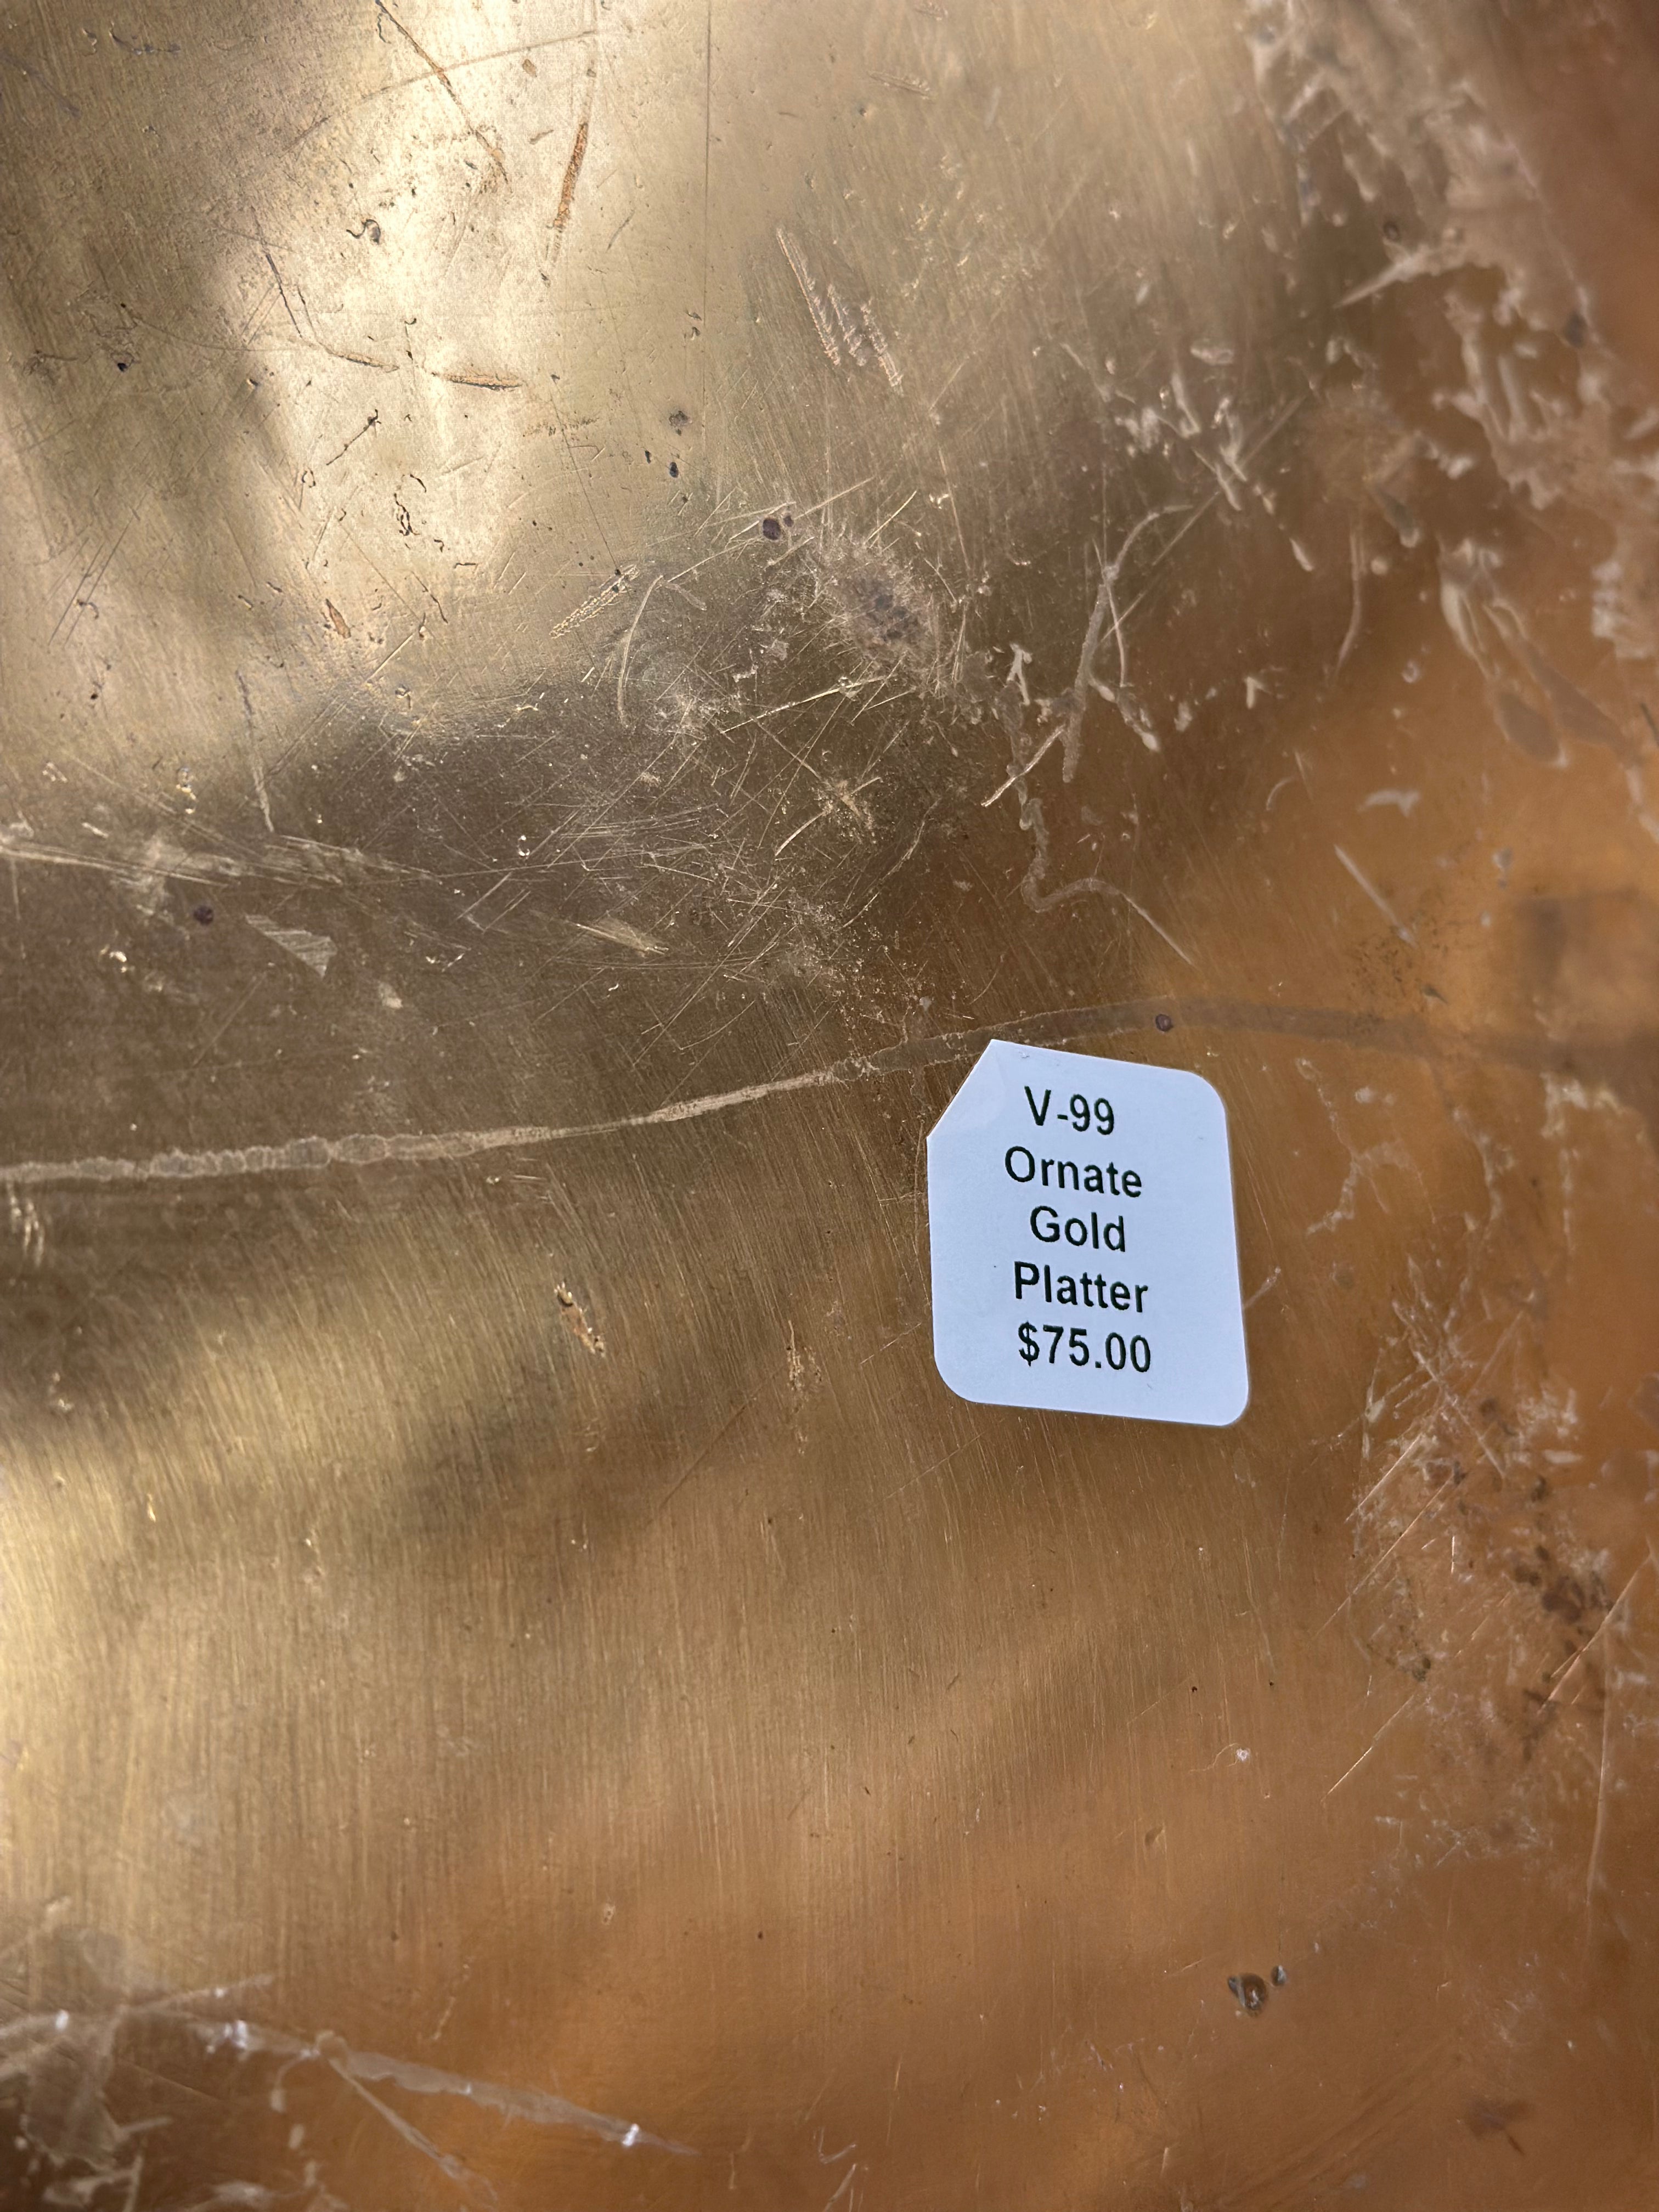 V-99
Ornate
Gold
Platter
$75.00